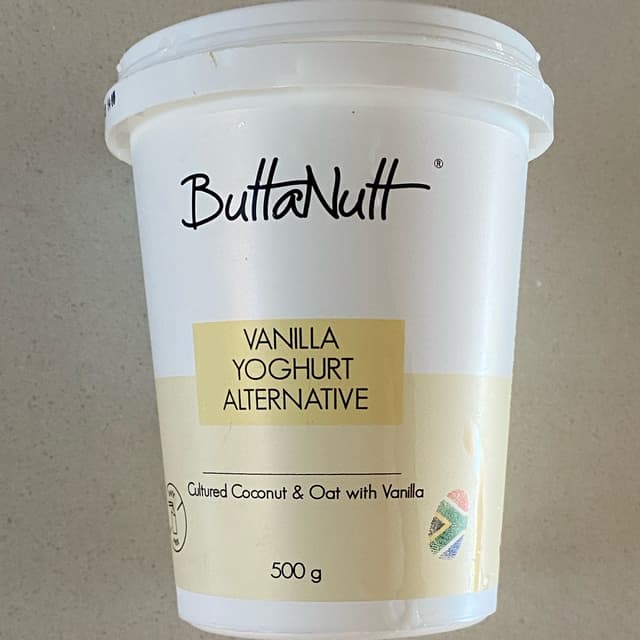 ButtaNutt®
VANILLA
YOGHURT
ALTERNATIVE
Cultured Coconut & Oat with Vanilla
500 g